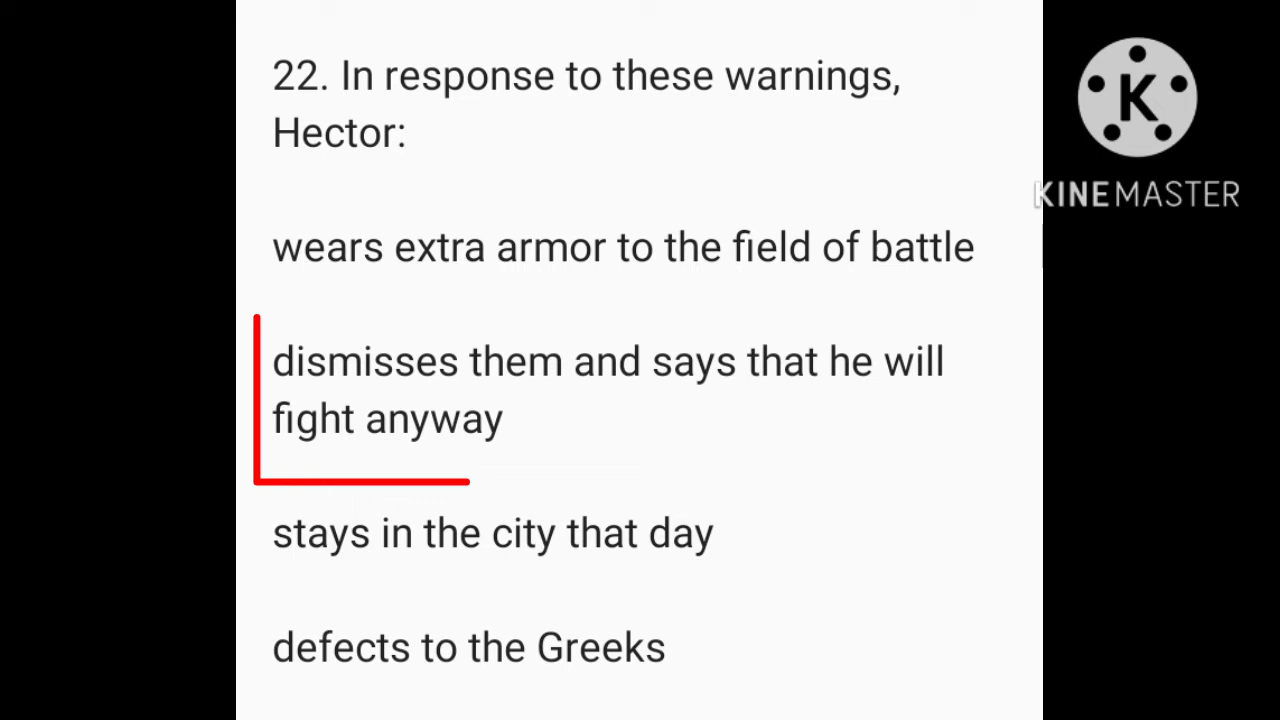 22. In response to these warnings,
Hector:
wears extra armor to the field of battle
dismisses them and says that he will
fight anyway
stays in the city that day
defects to the Greeks
K
KINEMASTER